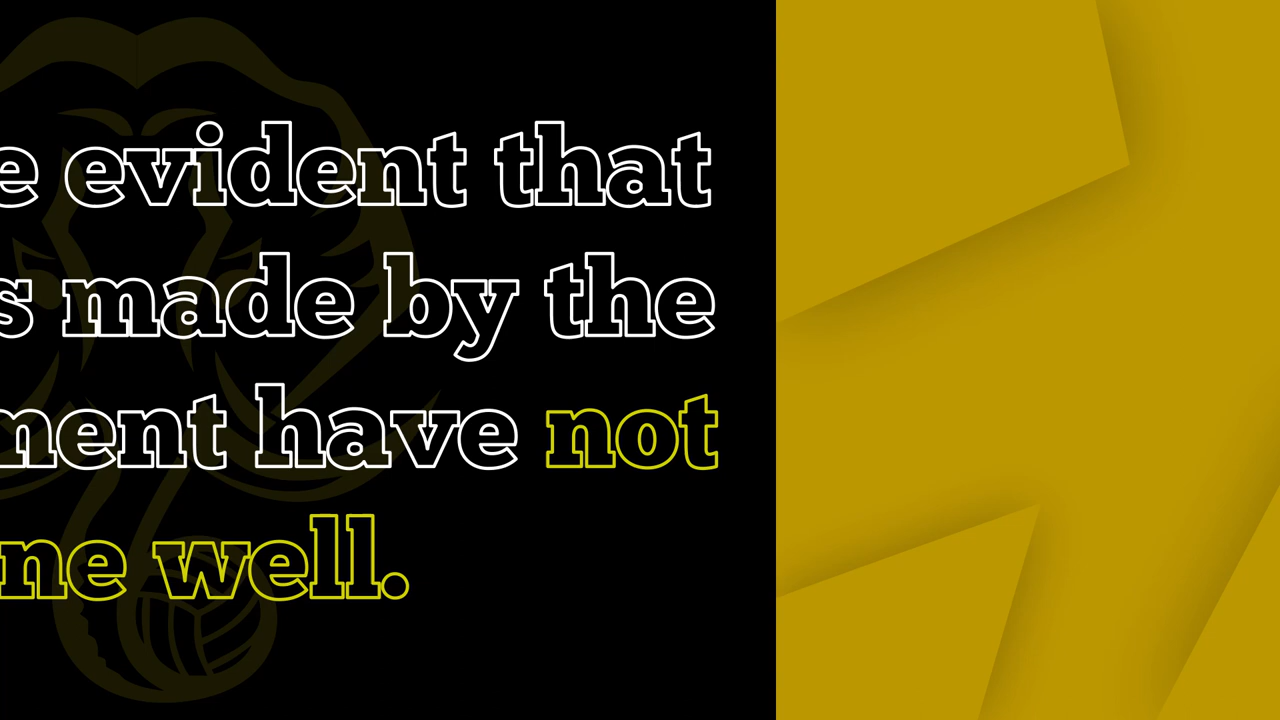 e evident that
s made by the
ment have not
ne well.